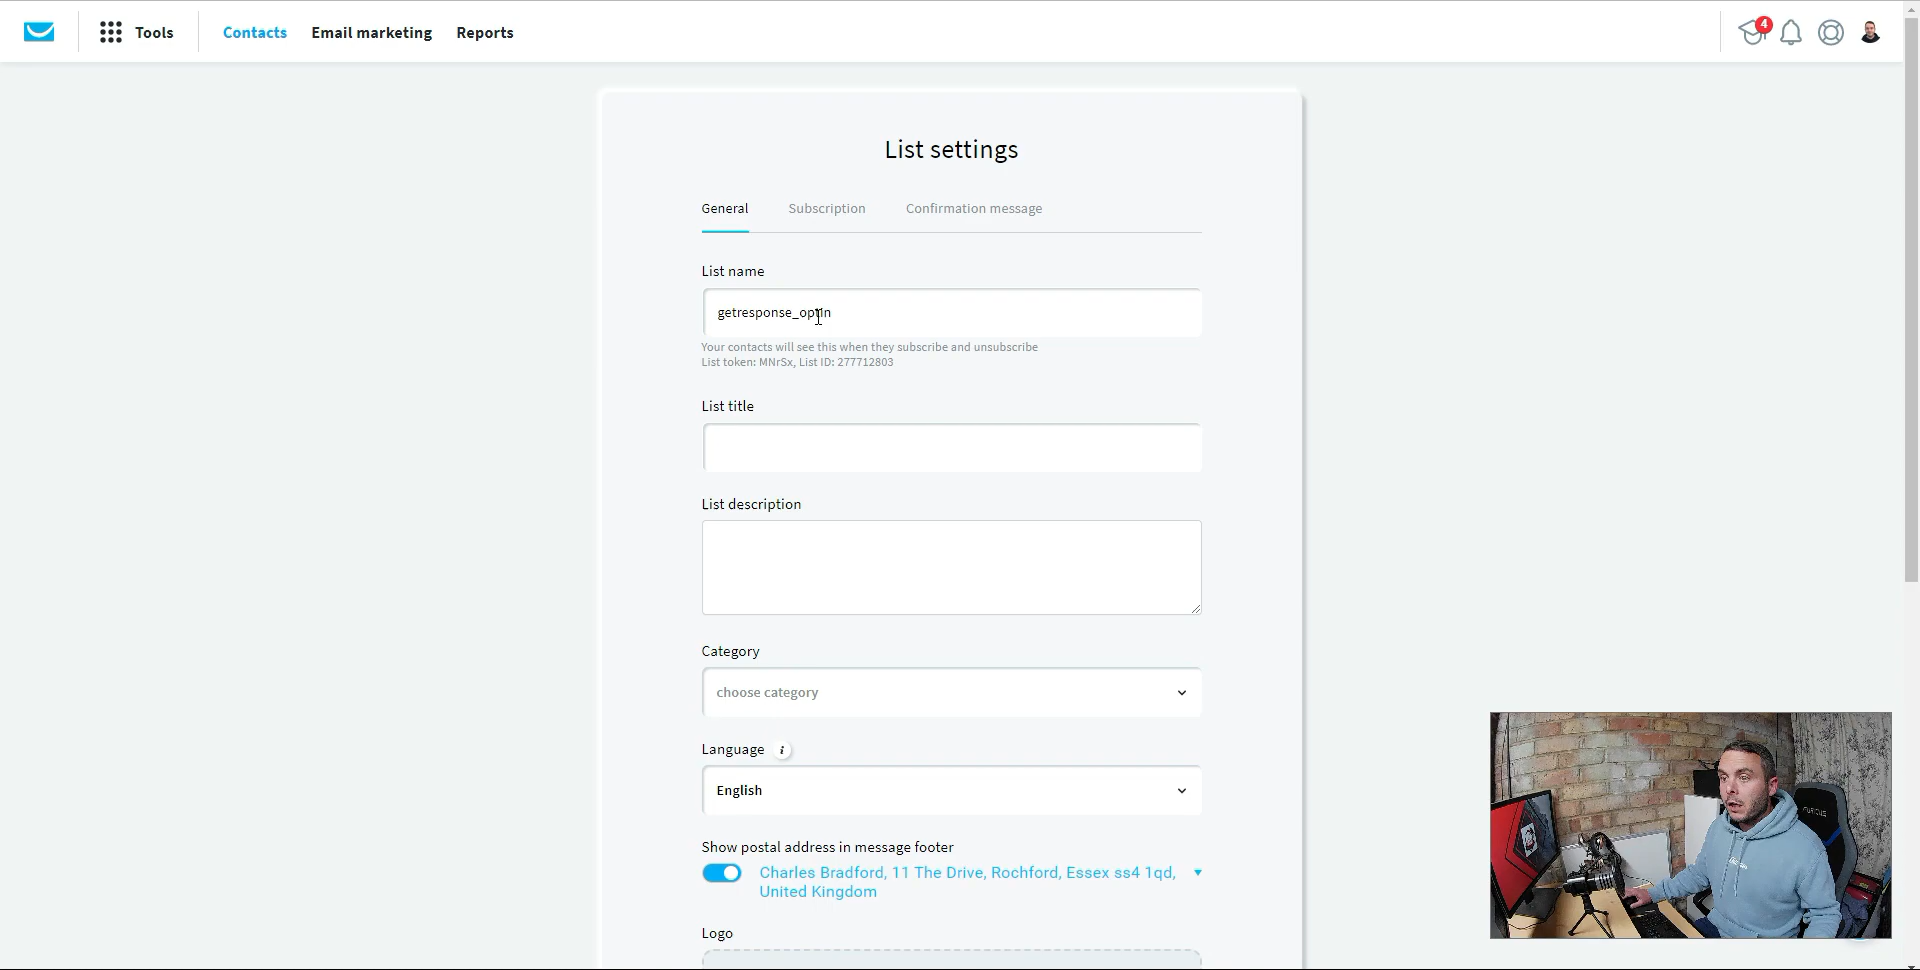 Tools
Contacts
Email marketing
Reports
4
List settings
General
Subscription
Confirmation message
List name
getresponse_optin
Your contacts will see this when they subscribe and unsubscribe
List token: MNrSx, List ID: 277712803
List title
List description
Category
choose category
Language i
English
Show postal address in message footer
Charles Bradford, 11 The Drive, Rochford, Essex ss4 1qd,
United Kingdom
Logo